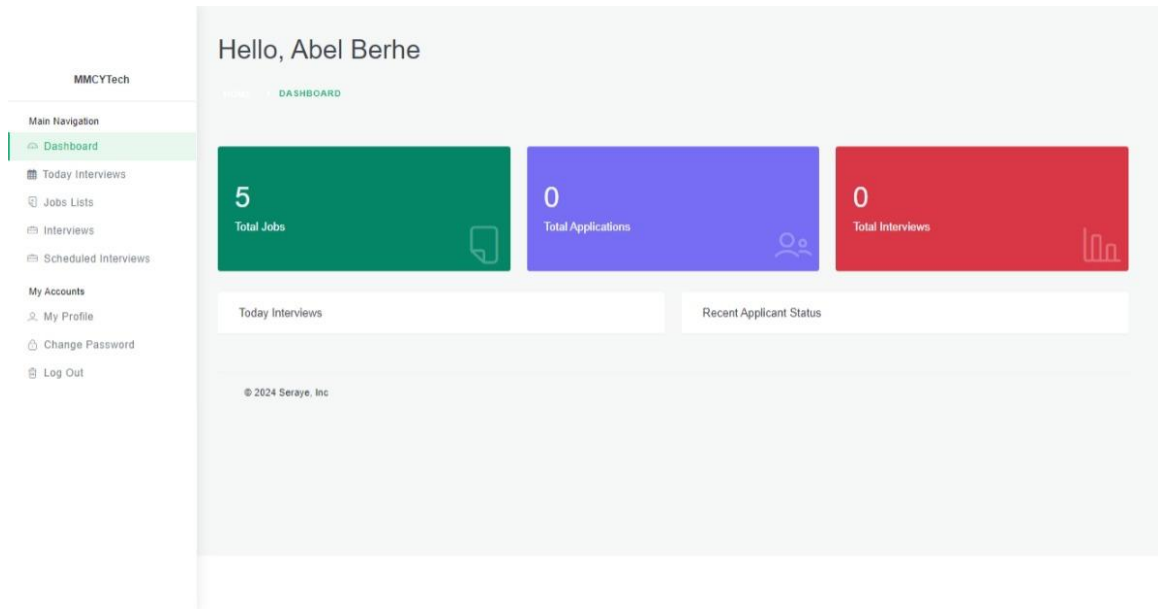 MMCYTech
Main Navigation
Dashboard
Today Interviews
Jobs Lists
Interviews
Scheduled Interviews
My Accounts
My Profile
Change Password
Log Out
Hello, Abel Berhe
DASHBOARD
5
Total Jobs
0
Total Applications
0
Total Interviews
Today Interviews
Recent Applicant Status
© 2024 Seraye, Inc